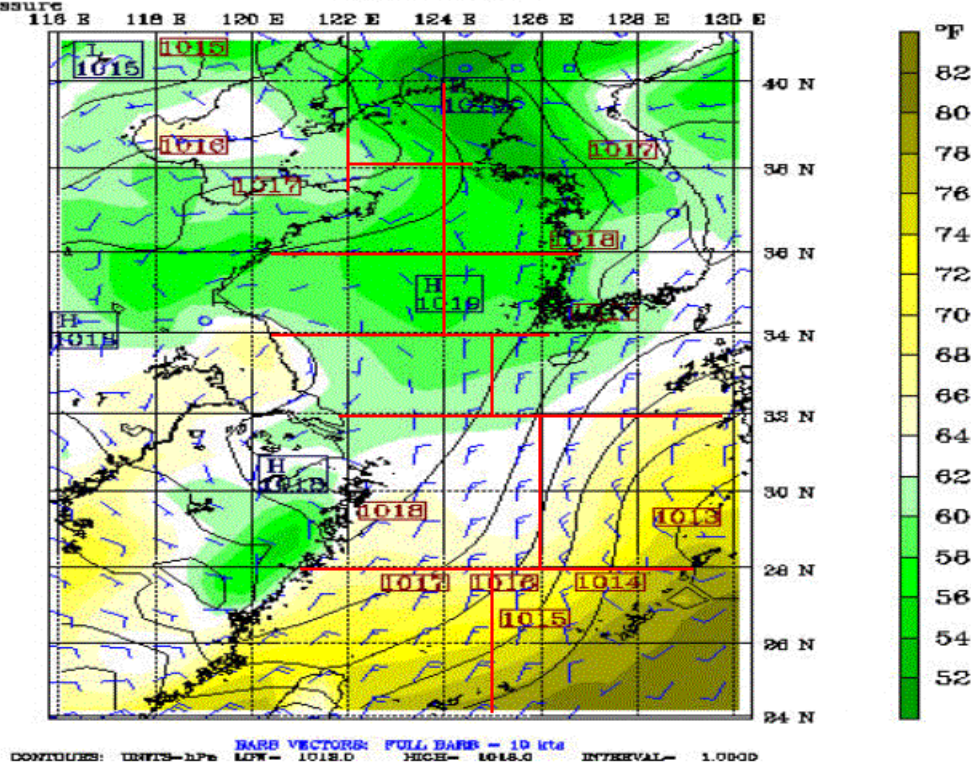 ssure
116 E 118 E 120 E 122 E 124 E 126 E 128 E 130 E
°F
L
1015
1015
40 N
82
80
1016
1017
78
38 N
1017
76
1018
36 N
74
H
1019
72
H
1018
34 N
70
68
32 N
66
64
H
1018
30 N
62
1018
1013
60
28 N
1017
1016
1014
58
1015
56
26 N
54
52
24 N
BARB VECTORS: FULL BARB = 10 kts
CONTOURS: UNITS=hPa LOW= HIGH= INTERVAL= 1.0000